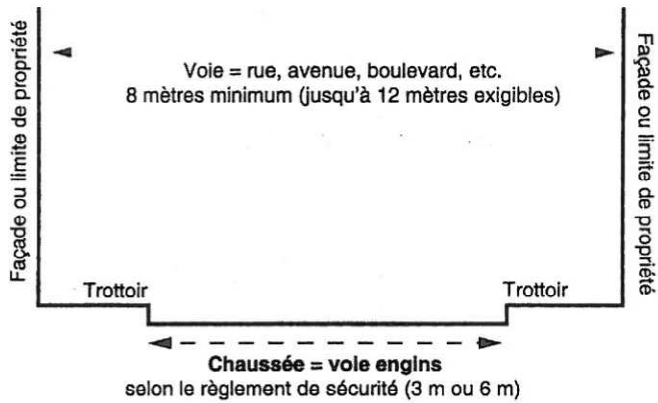 Façade ou limite de propriété
Voie = rue, avenue, boulevard, etc.
8 mètres minimum (jusqu'à 12 mètres exigibles)
Façade ou limite de propriété
Trottoir
Trottoir
Chaussée = voie engins
selon le règlement de sécurité (3 m ou 6 m)